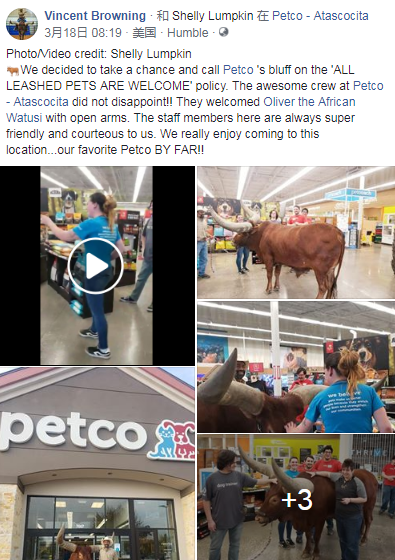 Vincent Browning · 和 Shelly Lumpkin 在 Petco - Atascocita
3月18日 08:19 · 美国 · Humble ·
Photo/Video credit: Shelly Lumpkin
🐂We decided to take a chance and call Petco 's bluff on the 'ALL
LEASHED PETS ARE WELCOME' policy. The awesome crew at Petco
- Atascocita did not disappoint!! They welcomed Oliver the African
Watusi with open arms. The staff members here are always super
friendly and courteous to us. We really enjoy coming to this
location...our favorite Petco BY FAR!!
we believe
petco
+3